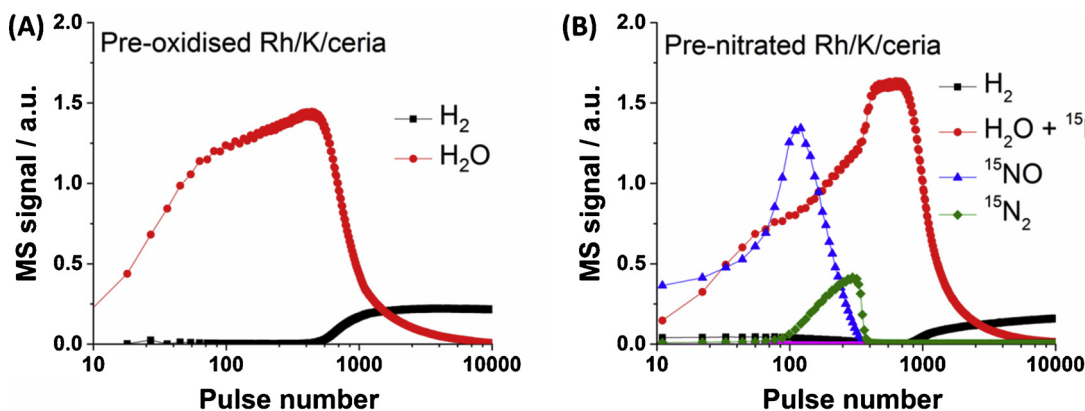 (A)
Pre-oxidised Rh/K/ceria
H₂
H₂O
MS signal / a.u.
2.0
1.5
1.0
0.5
0.0
10 100 1000 10000
Pulse number
(B)
Pre-nitrated Rh/K/ceria
H₂
H₂O + ¹⁵
¹⁵NO
¹⁵N₂
MS signal / a.u.
2.0
1.5
1.0
0.5
0.0
10 100 1000 10000
Pulse number